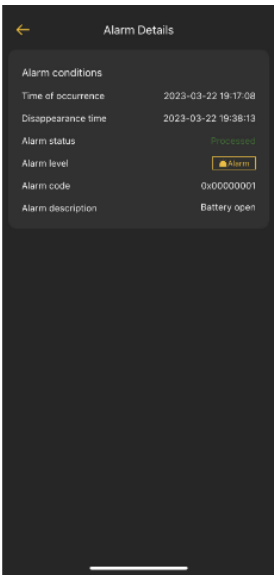 Alarm Details
Alarm conditions
Time of occurrence 2023-03-22 19:17:08
Disappearance time 2023-03-22 19:38:13
Alarm status Processed
Alarm level Alarm
Alarm code 0x00000001
Alarm description Battery open